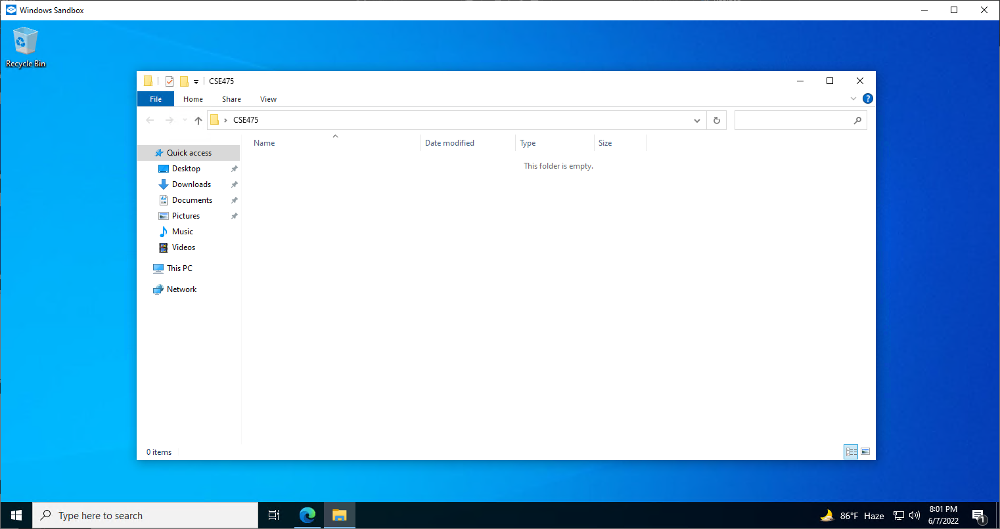 Windows Sandbox
Recycle Bin
CSE475
File Home Share View
?
CSE475
Name Date modified Type Size
This folder is empty.
Quick access
Desktop
Downloads
Documents
Pictures
Music
Videos
This PC
Network
0 items
Type here to search
86°F Haze
8:01 PM
6/7/2022
1